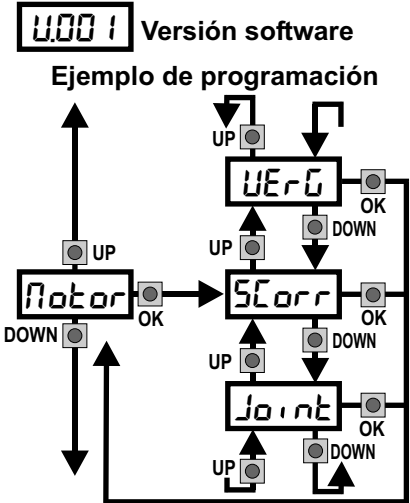 U.001 Versión software
Ejemplo de programación
UP
VErG
OK
DOWN
UP
UP
Motor
OK
SCorr
OK
DOWN
DOWN
UP
Joint
OK
DOWN
UP